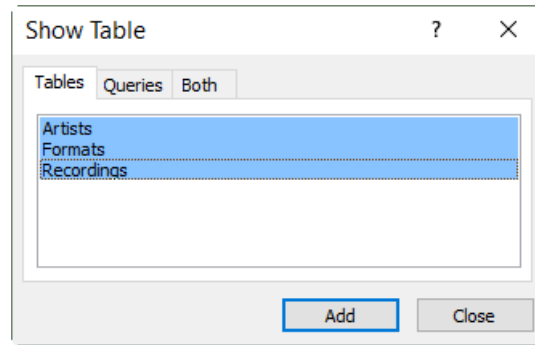 Show Table ? ×
Tables Queries Both
Artists
Formats
Recordings
Add Close